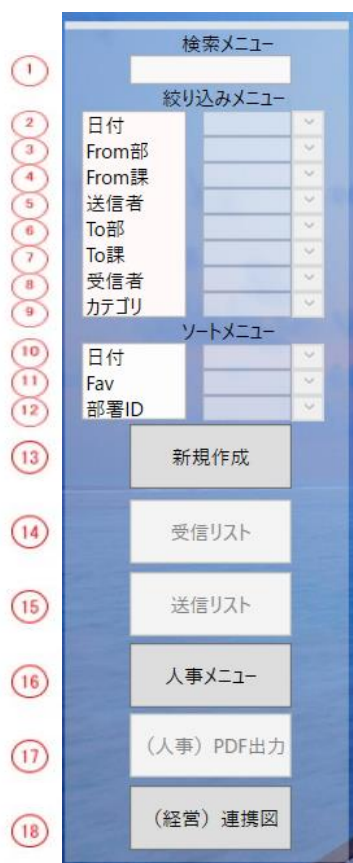 検索メニュー
1
絞り込みメニュー
2 日付
3 From部
4 From課
5 送信者
6 To部
7 To課
8 受信者
9 カテゴリ
ソートメニュー
10 日付
11 Fav
12 部署ID
13 新規作成
14 受信リスト
15 送信リスト
16 人事メニュー
17 （人事）PDF出力
18 （経営）連携図